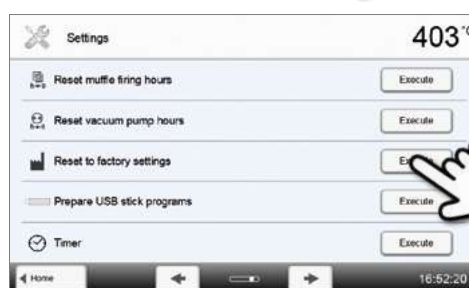 Settings
403°
Reset muffle firing hours
Execute
Reset vacuum pump hours
Execute
Reset to factory settings
Prepare USB stick programs
Execute
Timer
Execute
Home
16:52:20